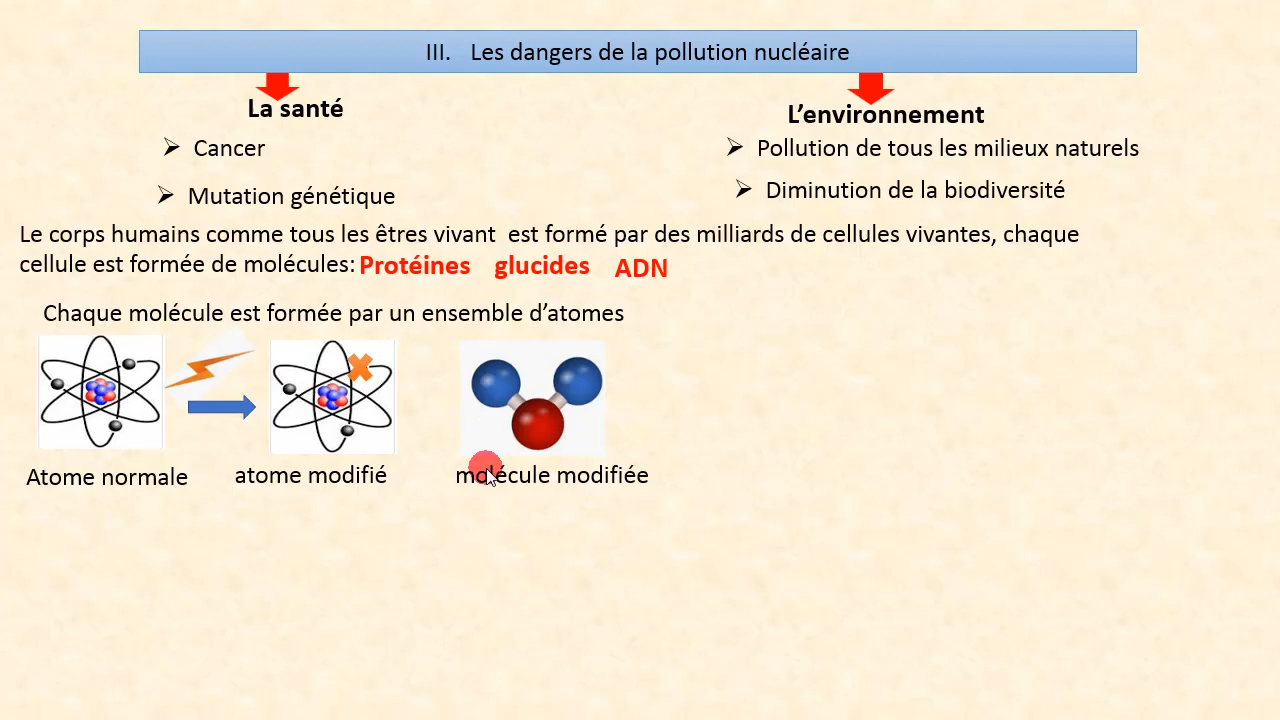 III. Les dangers de la pollution nucléaire
La santé
L’environnement
Cancer
Pollution de tous les milieux naturels
Mutation génétique
Diminution de la biodiversité
Le corps humains comme tous les êtres vivant est formé par des milliards de cellules vivantes, chaque
cellule est formée de molécules: Protéines glucides ADN
Chaque molécule est formée par un ensemble d’atomes
Atome normale
atome modifié
molécule modifiée